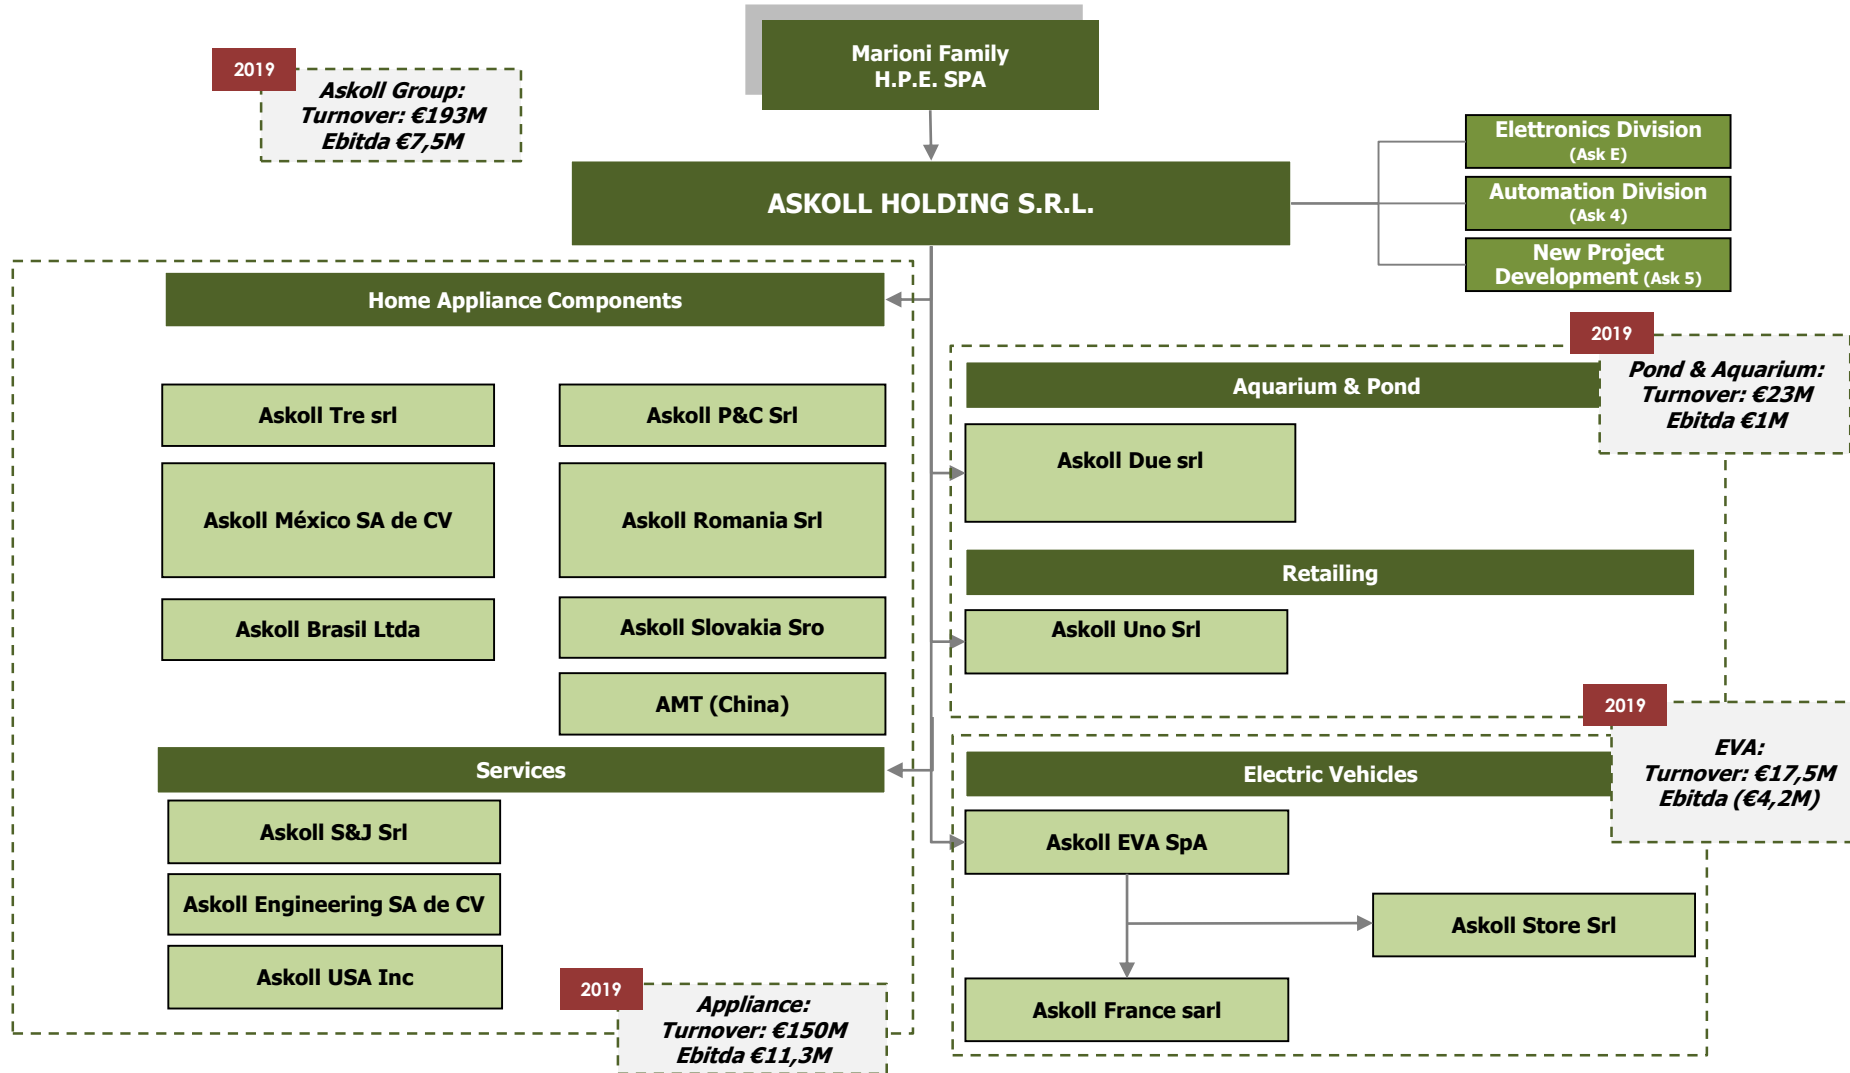 Marioni Family
H.P.E. SPA
2019
Askoll Group:
Turnover: €193M
Ebitda €7,5M
ASKOLL HOLDING S.R.L.
Elettronics Division
(Ask E)
Automation Division
(Ask 4)
New Project
Development (Ask 5)
Home Appliance Components
Askoll Tre srl
Askoll P&C Srl
Askoll México SA de CV
Askoll Romania Srl
Askoll Brasil Ltda
Askoll Slovakia Sro
AMT (China)
Services
Askoll S&J Srl
Askoll Engineering SA de CV
Askoll USA Inc
2019
Appliance:
Turnover: €150M
Ebitda €11,3M
2019
Pond & Aquarium:
Turnover: €23M
Ebitda €1M
Aquarium & Pond
Askoll Due srl
Retailing
Askoll Uno Srl
2019
EVA:
Turnover: €17,5M
Ebitda (€4,2M)
Electric Vehicles
Askoll EVA SpA
Askoll Store Srl
Askoll France sarl